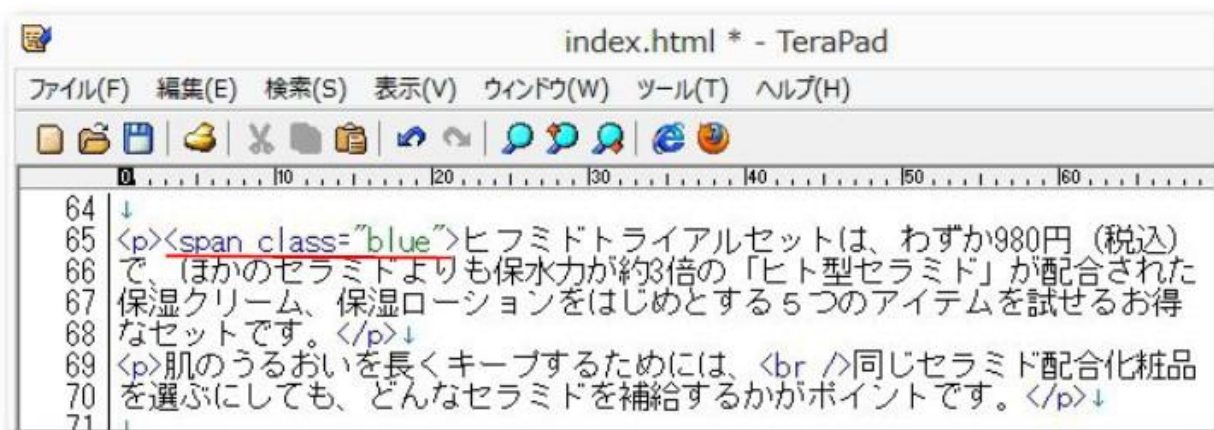 index.html * - TeraPad
ファイル(F) 編集(E) 検索(S) 表示(V) ウィンドウ(W) ツール(T) ヘルプ(H)
0 10 20 30 40 50 60
64 ↓
65 <p><span class="blue">ヒフミドトライアルセットは、わずか980円（税込）
66 で、ほかのセラミドよりも保水力が約3倍の「ヒト型セラミド」が配合された
67 保湿クリーム、保湿ローションをはじめとする５つのアイテムを試せるお得
68 なセットです。</p>↓
69 <p>肌のうるおいを長くキープするためには、<br />同じセラミド配合化粧品
70 を選ぶにしても、どんなセラミドを補給するかがポイントです。</p>↓
71 ↓